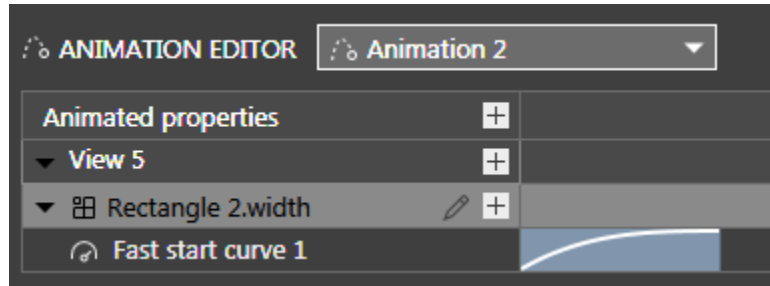 ANIMATION EDITOR Animation 2
Animated properties
View 5
Rectangle 2.width
Fast start curve 1